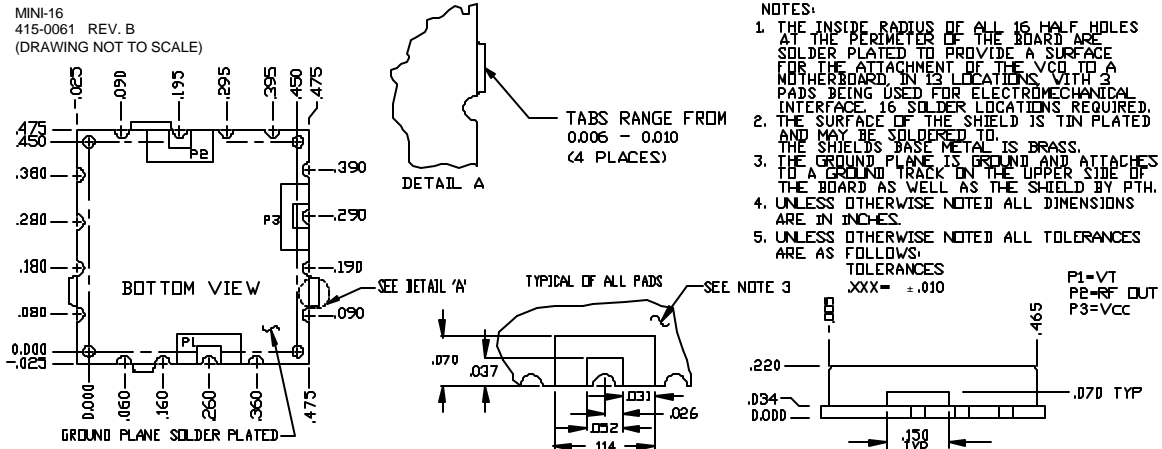 MINI-16
415-0061 REV. B
(DRAWING NOT TO SCALE)
-.025
.090
.195
.295
.395
.450
.475
.475
.450
.380
.280
.180
.080
0.000
-.025
P2
P3
P1
.390
.290
.190
.090
BOTTOM VIEW
SEE DETAIL 'A'
0.000
.060
.160
.260
.360
.475
GROUND PLANE SOLDER PLATED
TABS RANGE FROM
0.006 - 0.010
(4 PLACES)
DETAIL A
TYPICAL OF ALL PADS
SEE NOTE 3
.070
.037
.031
.026
.052
.114
NOTES:
1. THE INSIDE RADIUS OF ALL 16 HALF HOLES
AT THE PERIMETER OF THE BOARD ARE
SOLDER PLATED TO PROVIDE A SURFACE
FOR THE ATTACHMENT OF THE VCO TO A
MOTHERBOARD, IN 13 LOCATIONS, WITH 3
PADS BEING USED FOR ELECTROMECHANICAL
INTERFACE. 16 SOLDER LOCATIONS REQUIRED.
2. THE SURFACE OF THE SHIELD IS TIN PLATED
AND MAY BE SOLDERED TO.
THE SHIELDS BASE METAL IS BRASS.
3. THE GROUND PLANE IS GROUND AND ATTACHES
TO A GROUND TRACK ON THE UPPER SIDE OF
THE BOARD AS WELL AS THE SHIELD BY PTH.
4. UNLESS OTHERWISE NOTED ALL DIMENSIONS
ARE IN INCHES.
5. UNLESS OTHERWISE NOTED ALL TOLERANCES
ARE AS FOLLOWS:
TOLERANCES
.XXX= ±.010
P1=VT
P2=RF OUT
P3=Vcc
.465
.220
.034
0.000
.070 TYP
.150
TYP